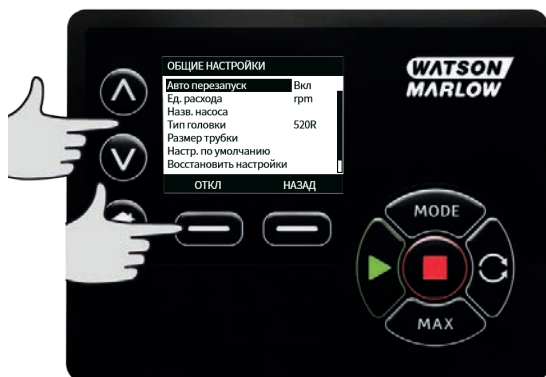 WATSON
MARLOW
ОБЩИЕ НАСТРОЙКИ
Авто перезапуск Вкл
Ед. расхода rpm
Назв. насоса
Тип головки 520R
Размер трубки
Настр. по умолчанию
Восстановить настройки
ОТКЛ НАЗАД
MODE
MAX